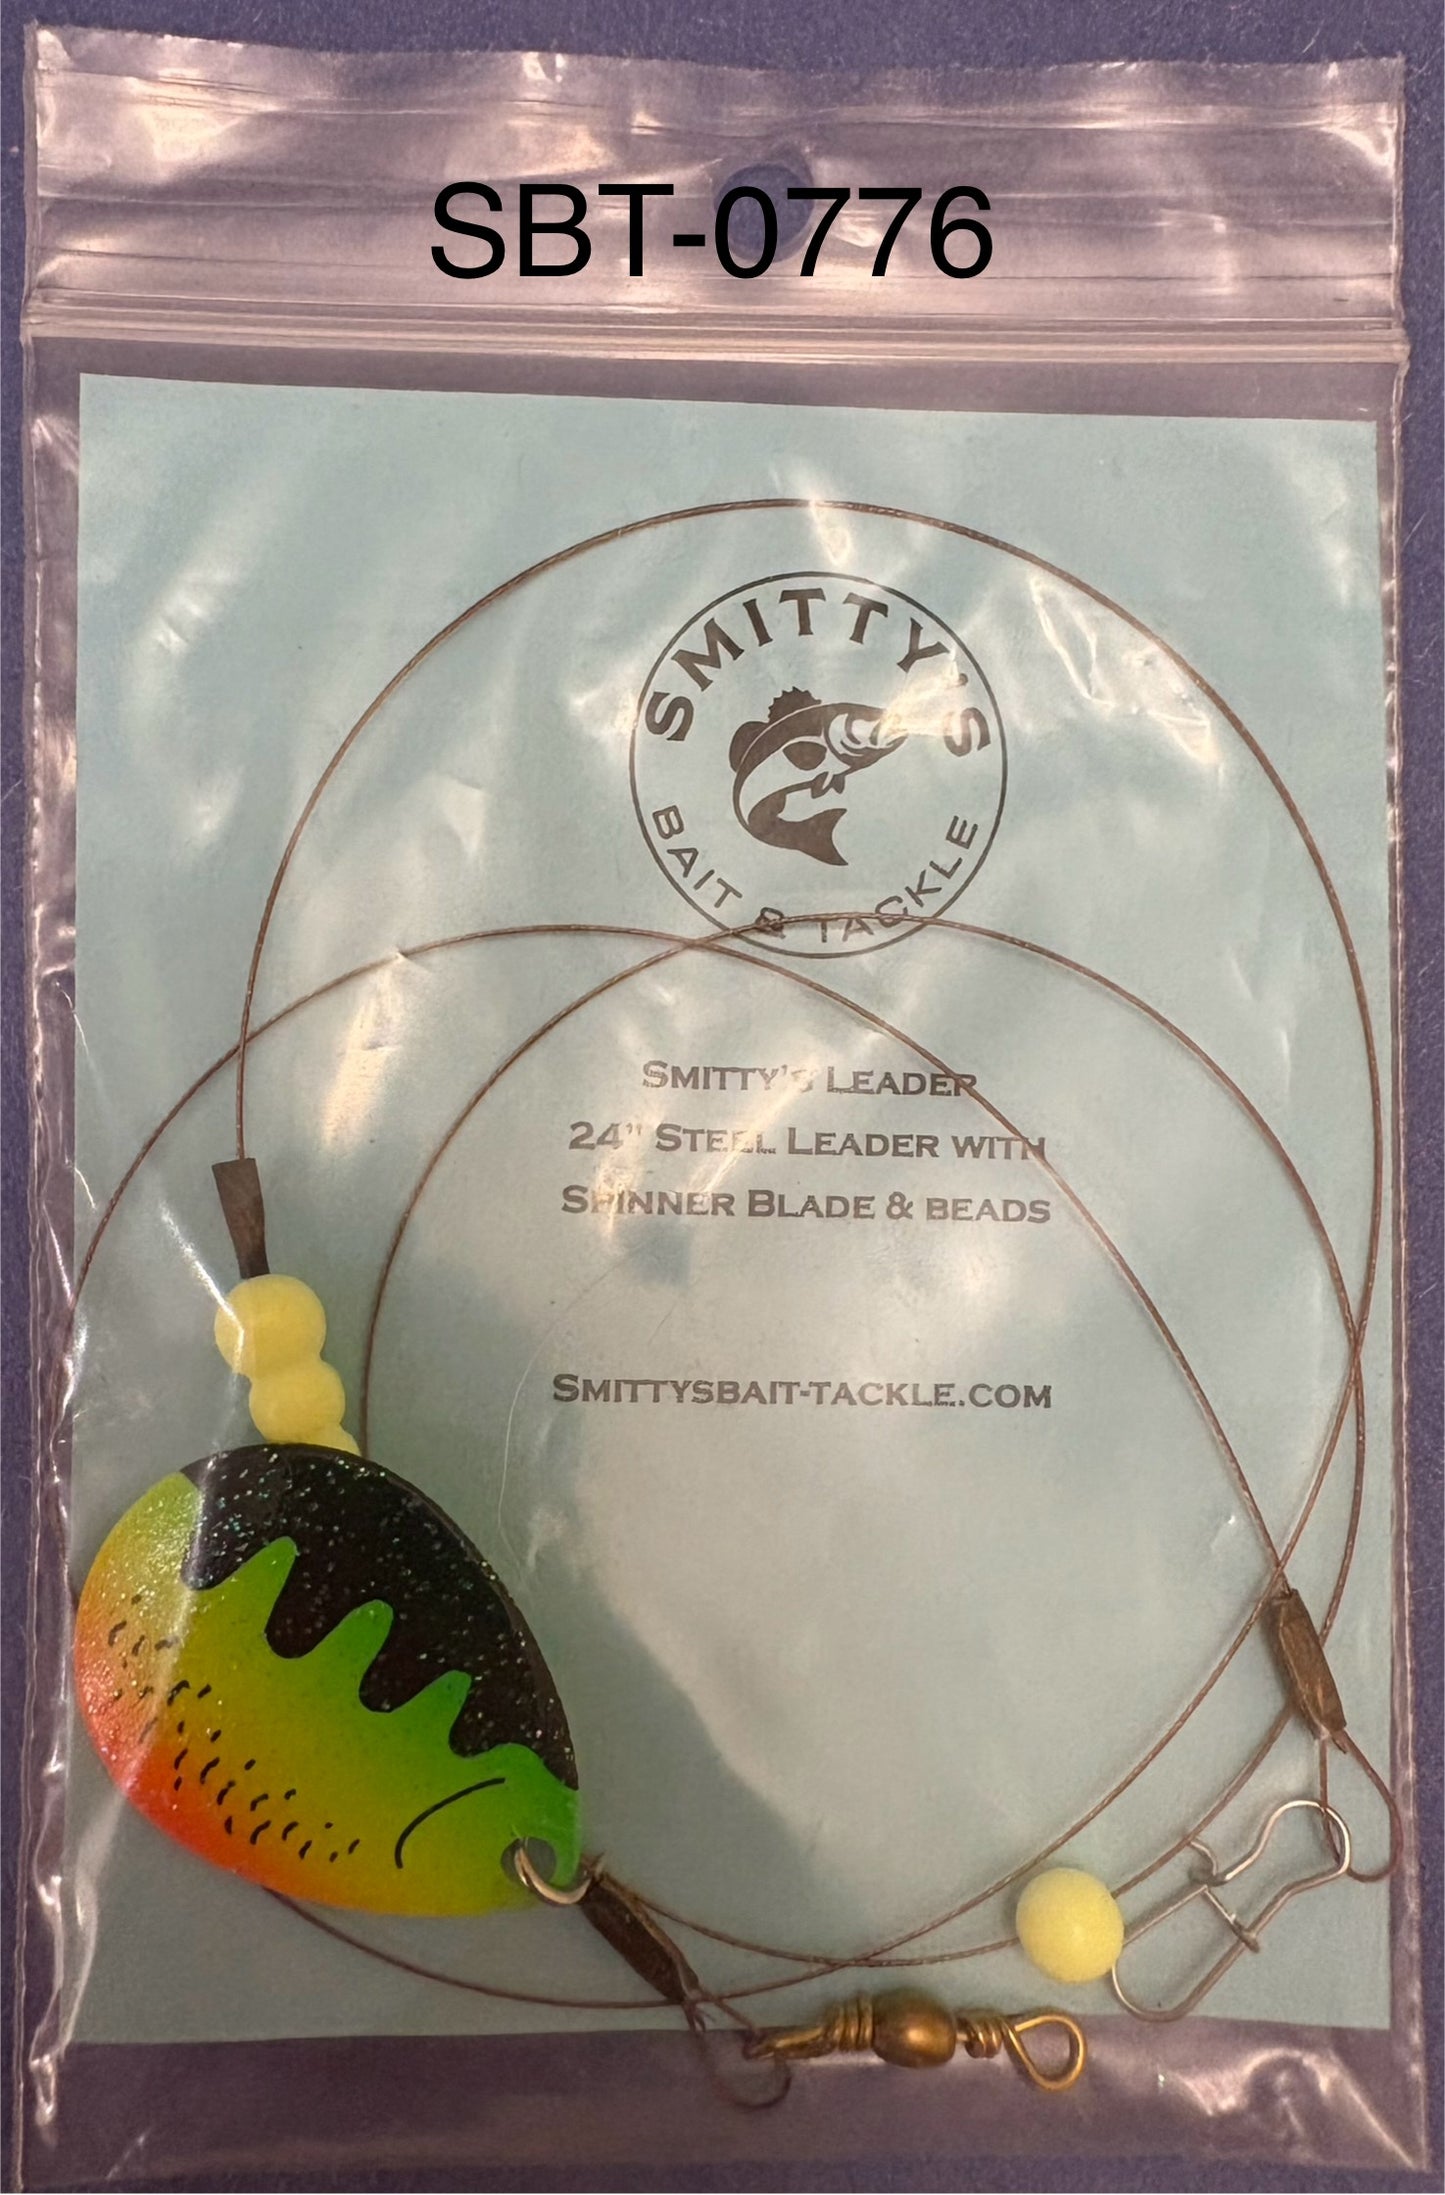 SBT-0776
SMITTY'S
BAIT & TACKLE
SMITTY'S LEADER
24" STEEL LEADER WITH
SPINNER BLADE & BEADS
SMITTYSBAIT-TACKLE.COM